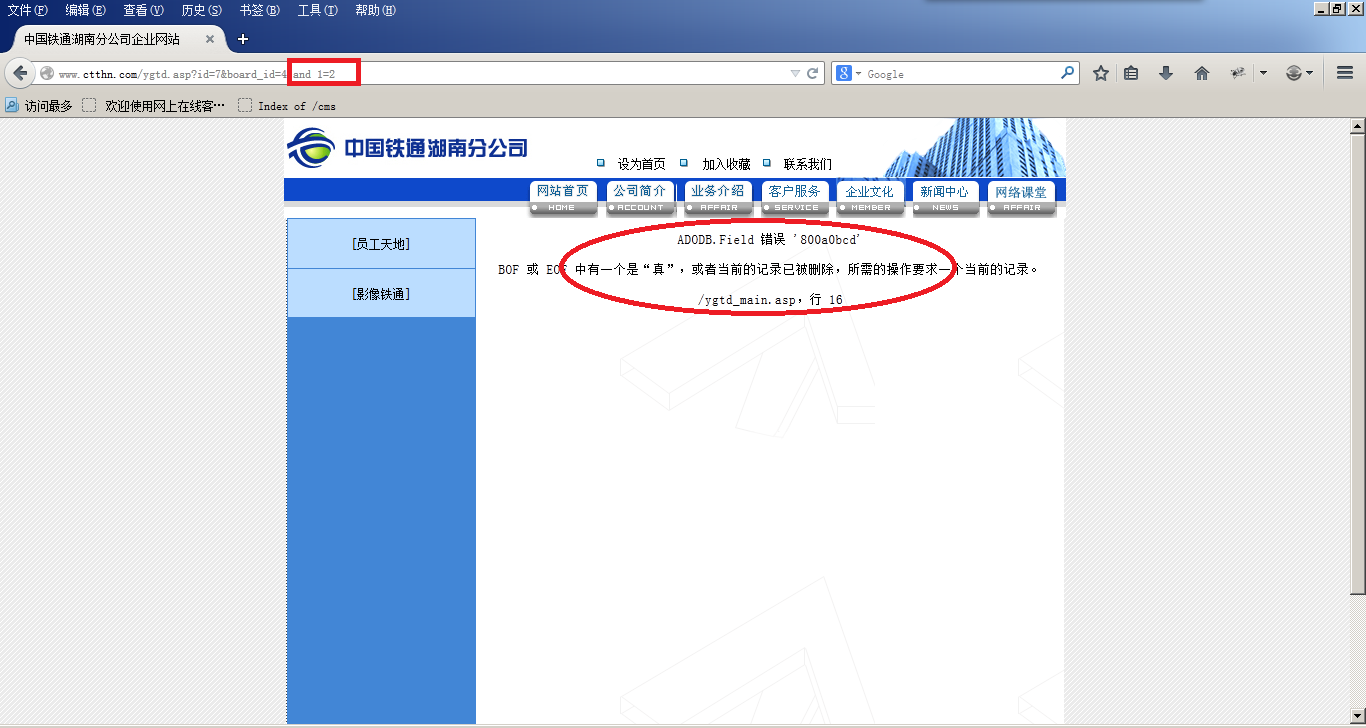 文件(F) 编辑(E) 查看(V) 历史(S) 书签(B) 工具(T) 帮助(H)
中国铁通湖南分公司企业网站
www.ctthn.com/ygtd.asp?id=7&board_id=4 and 1=2
Google
访问最多 欢迎使用网上在线客… Index of /cms
中国铁通湖南分公司
设为首页 加入收藏 联系我们
网站首页 公司简介 业务介绍 客户服务 企业文化 新闻中心 网络课堂
HOME ACCOUNT AFFAIR SERVICE MEMBER NEWS AFFAIR
[员工天地]
[影像铁通]
ADODB.Field 错误 '800a0bcd'
BOF 或 EOF 中有一个是“真”，或者当前的记录已被删除，所需的操作要求一个当前的记录。
/ygtd_main.asp，行 16